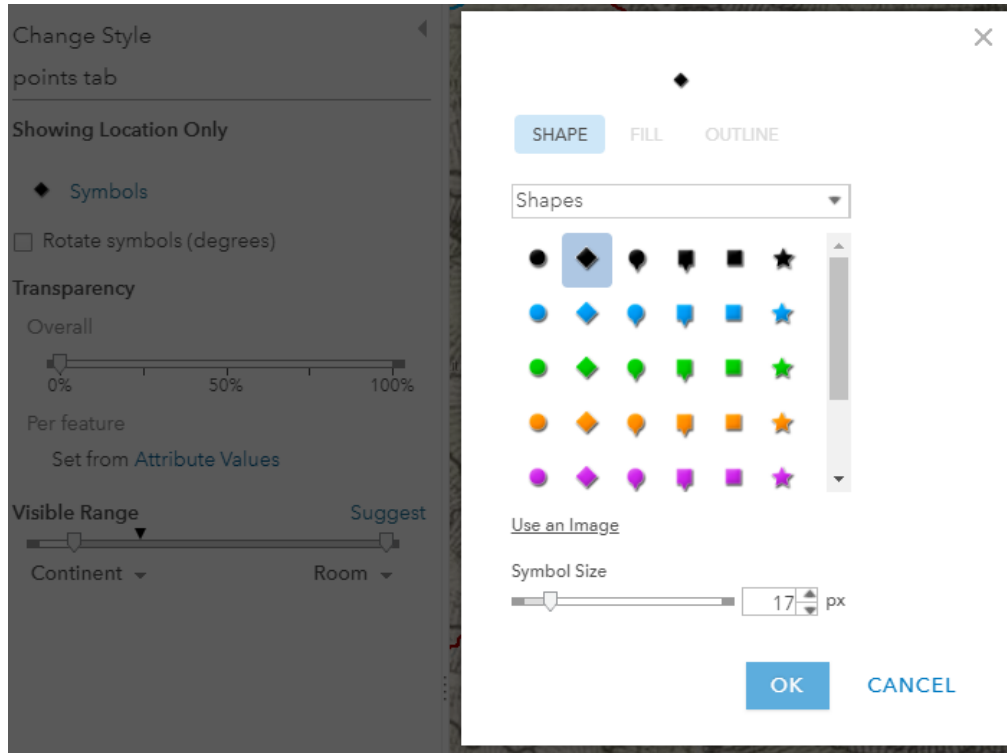 Change Style
points tab
Showing Location Only
Symbols
Rotate symbols (degrees)
Transparency
Overall
0% 50% 100%
Per feature
Set from Attribute Values
Visible Range Suggest
Continent Room
SHAPE FILL OUTLINE
Shapes
Use an Image
Symbol Size
17 px
OK CANCEL